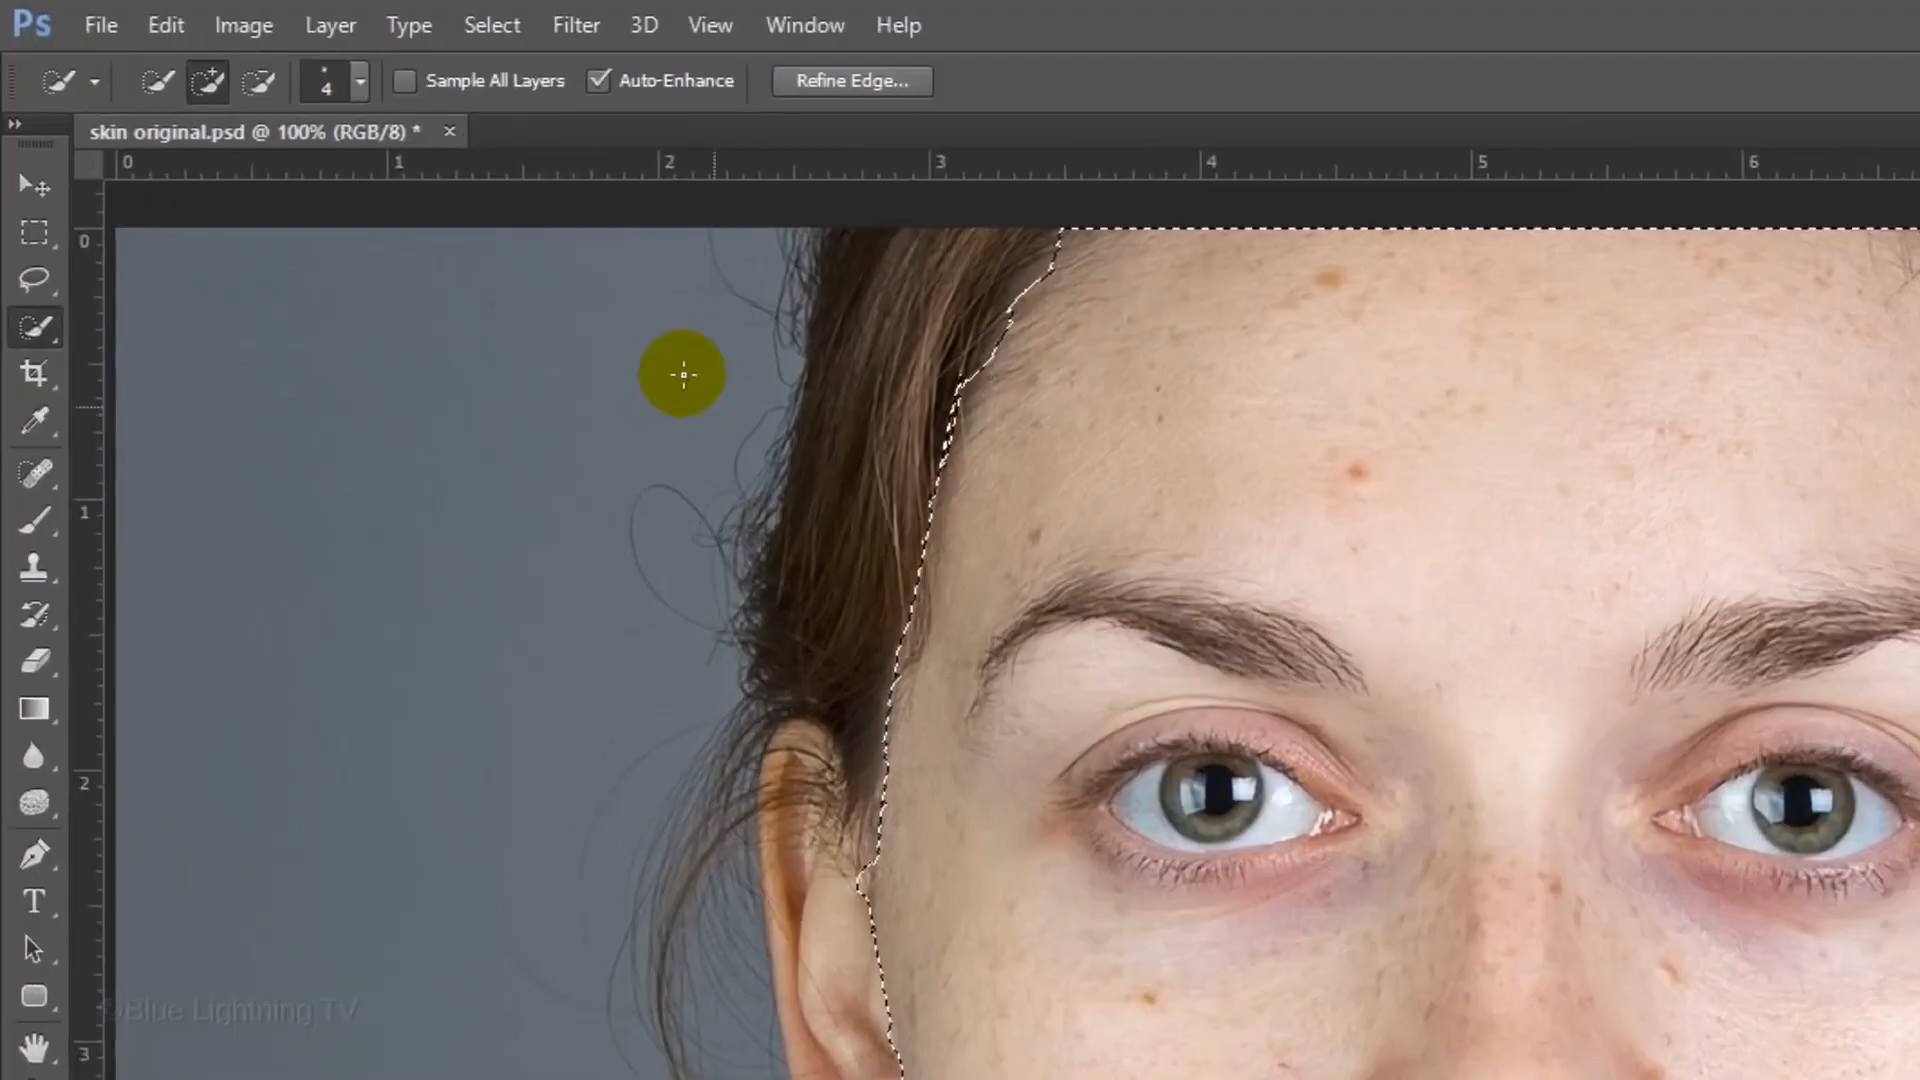 Ps File Edit Image Layer Type Select Filter 3D View Window Help
4 Sample All Layers Auto-Enhance Refine Edge...
skin original.psd @ 100% (RGB/8) * ×
0 1 2 3 4 5 6
0
1
2
3
T
©Blue Lightning TV